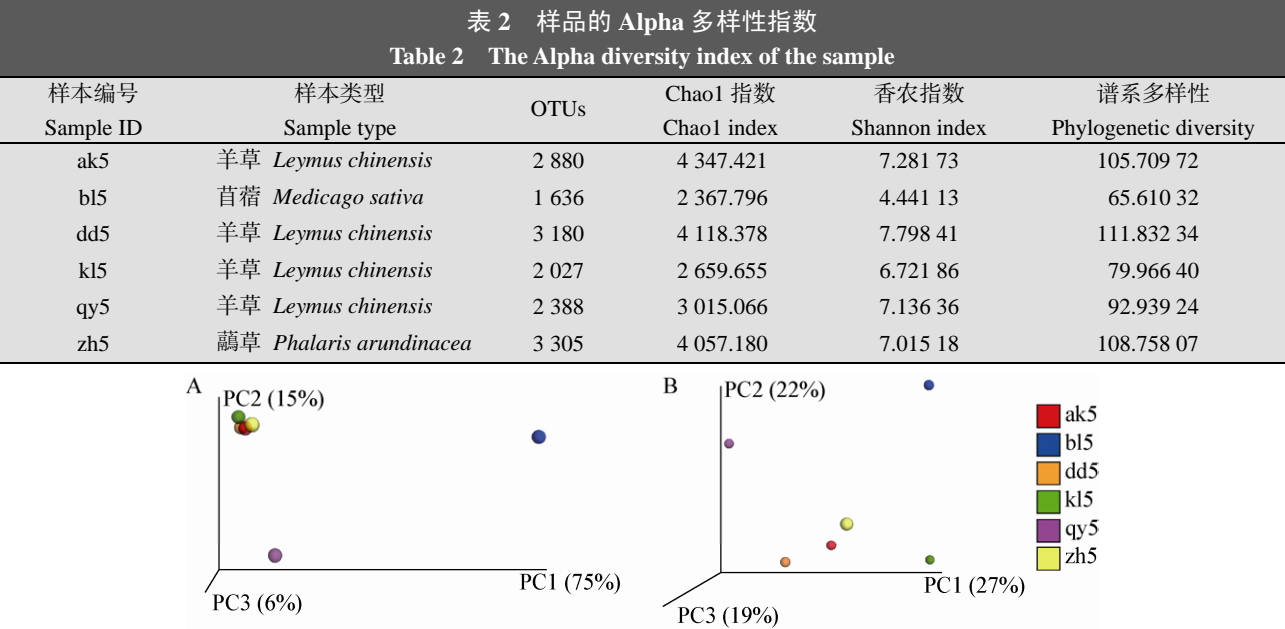 表 2 样品的 Alpha 多样性指数
Table 2 The Alpha diversity index of the sample
样本编号 样本类型 OTUs Chao1 指数 香农指数 谱系多样性
Sample ID Sample type Chao1 index Shannon index Phylogenetic diversity
ak5 羊草 Leymus chinensis 2 880 4 347.421 7.281 73 105.709 72
bl5 苜蓿 Medicago sativa 1 636 2 367.796 4.441 13 65.610 32
dd5 羊草 Leymus chinensis 3 180 4 118.378 7.798 41 111.832 34
kl5 羊草 Leymus chinensis 2 027 2 659.655 6.721 86 79.966 40
qy5 羊草 Leymus chinensis 2 388 3 015.066 7.136 36 92.939 24
zh5 虉草 Phalaris arundinacea 3 305 4 057.180 7.015 18 108.758 07
A
PC2 (15%)
PC1 (75%)
PC3 (6%)
B
PC2 (22%)
PC1 (27%)
PC3 (19%)
ak5
bl5
dd5
kl5
qy5
zh5